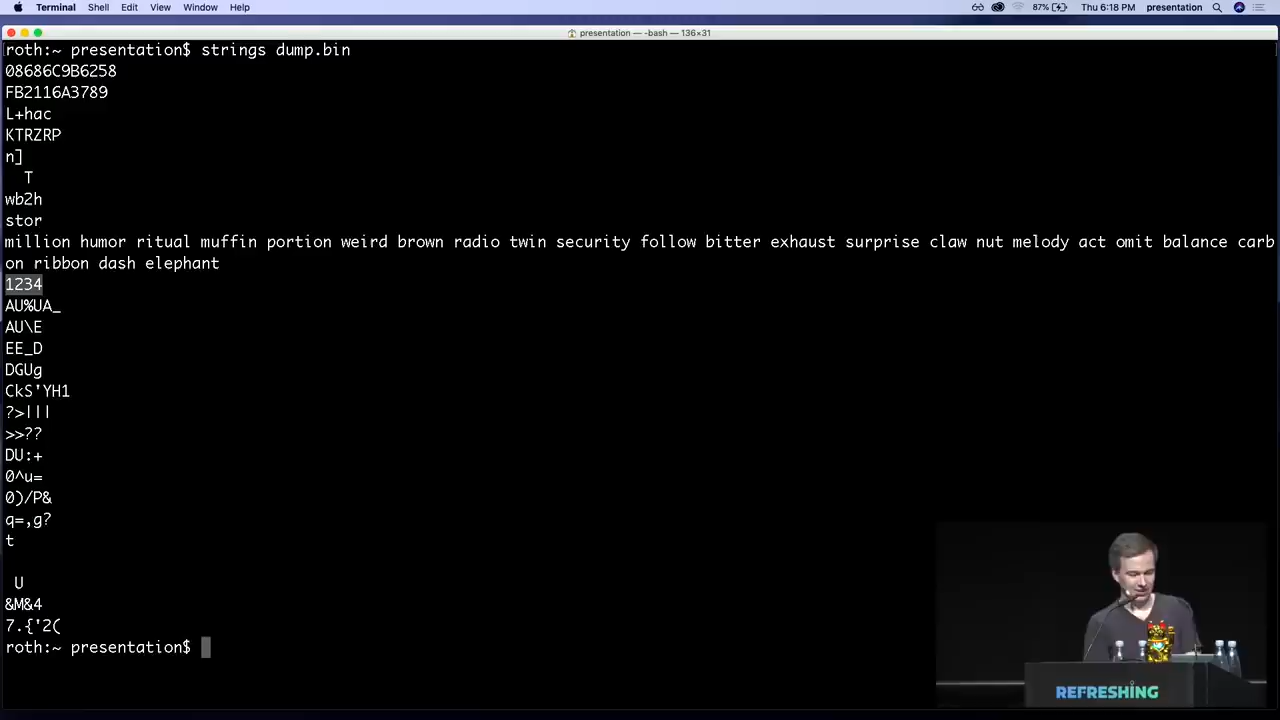 Terminal Shell Edit View Window Help 87% Thu 6:18 PM presentation
presentation — -bash — 136×31
roth:~ presentation$ strings dump.bin
08686C9B6258
FB2116A3789
L+hac
KTRZRP
n]
T
wb2h
stor
million humor ritual muffin portion weird brown radio twin security follow bitter exhaust surprise claw nut melody act omit balance carb
on ribbon dash elephant
1234
AU%UA_
AU\E
EE_D
DGUg
CkS'YH1
?>|||
>>??
DU:+
0^u=
0)/P&
q=,g?
t
U
&M&4
7.{'2(
roth:~ presentation$
REFRESHING